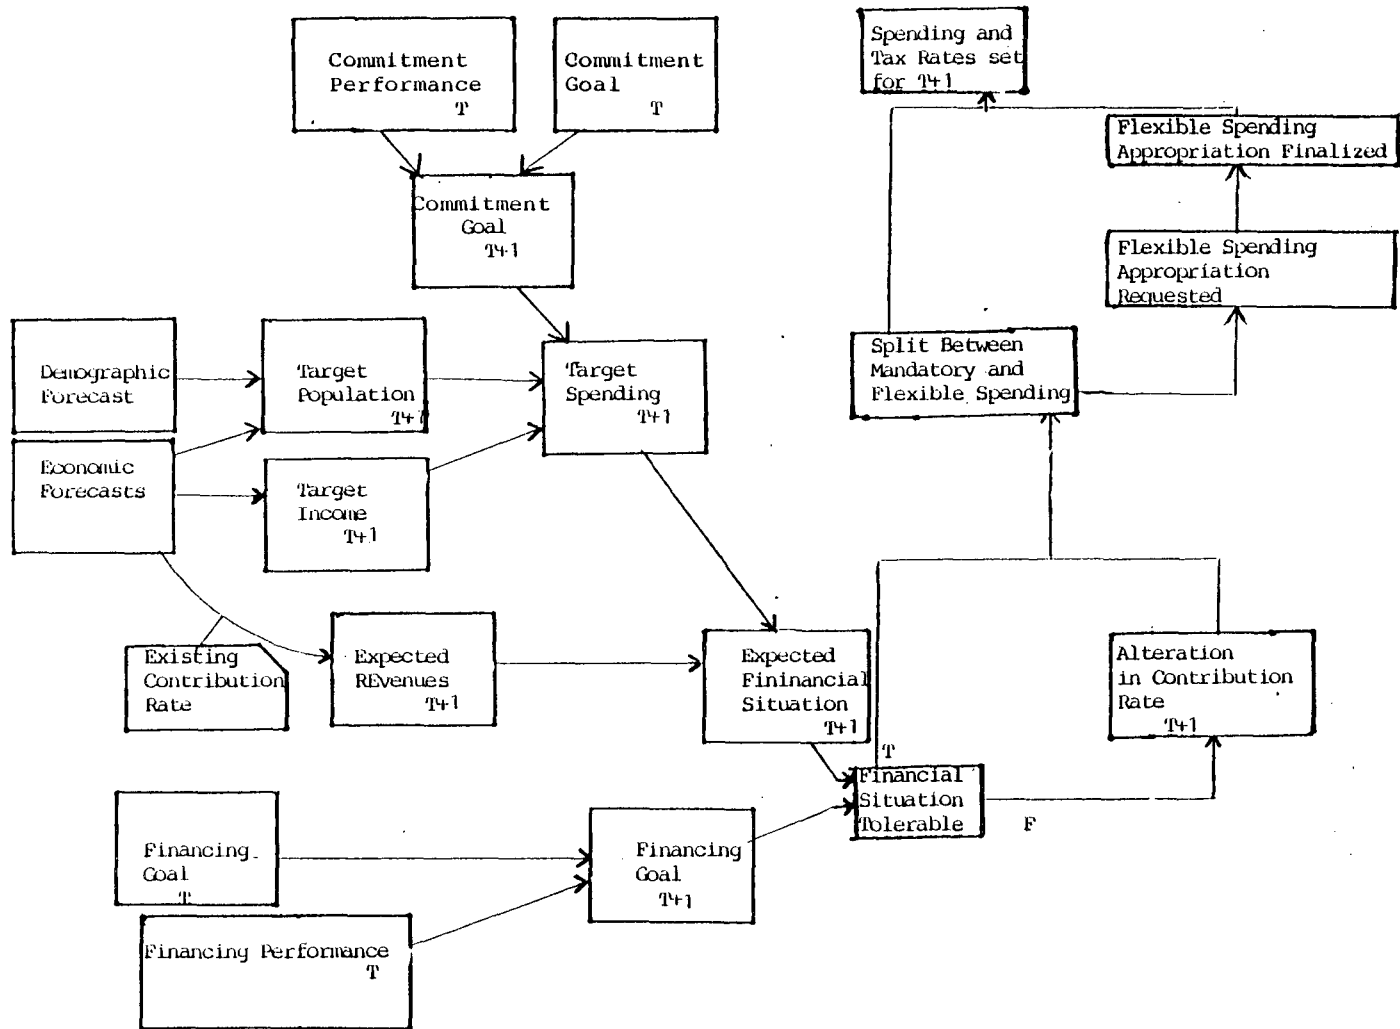 Commitment
Performance
T
Commitment
Goal
T
Spending and
Tax Rates set
for T+1
Flexible Spending
Appropriation Finalized
Commitment
Goal
T+1
Flexible Spending
Appropriation
Requested
Demographic
Forecast
Target
Population
T+1
Target
Spending
T+1
Split Between
Mandatory and
Flexible Spending
Economic
Forecasts
Target
Income
T+1
Existing
Contribution
Rate
Expected
REvenues
T+1
Expected
Fininancial
Situation
T+1
Alteration
in Contribution
Rate
T+1
T
Financial
Situation
Tolerable
F
Financing
Goal
T
Financing
Goal
T+1
Financing Performance
T